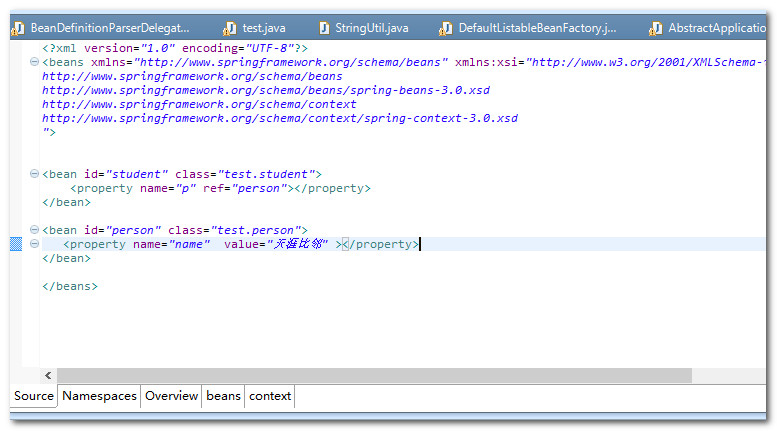 BeanDefinitionParserDelegat... test.java StringUtil.java DefaultListableBeanFactory.j... AbstractApplicatio
<?xml version="1.0" encoding="UTF-8"?>
<beans xmlns="http://www.springframework.org/schema/beans" xmlns:xsi="http://www.w3.org/2001/XMLSchema-
http://www.springframework.org/schema/beans
http://www.springframework.org/schema/beans/spring-beans-3.0.xsd
http://www.springframework.org/schema/context
http://www.springframework.org/schema/context/spring-context-3.0.xsd
">
<bean id="student" class="test.student">
<property name="p" ref="person"></property>
</bean>
<bean id="person" class="test.person">
<property name="name" value="天涯比邻" ></property>
</bean>
</beans>
Source Namespaces Overview beans context